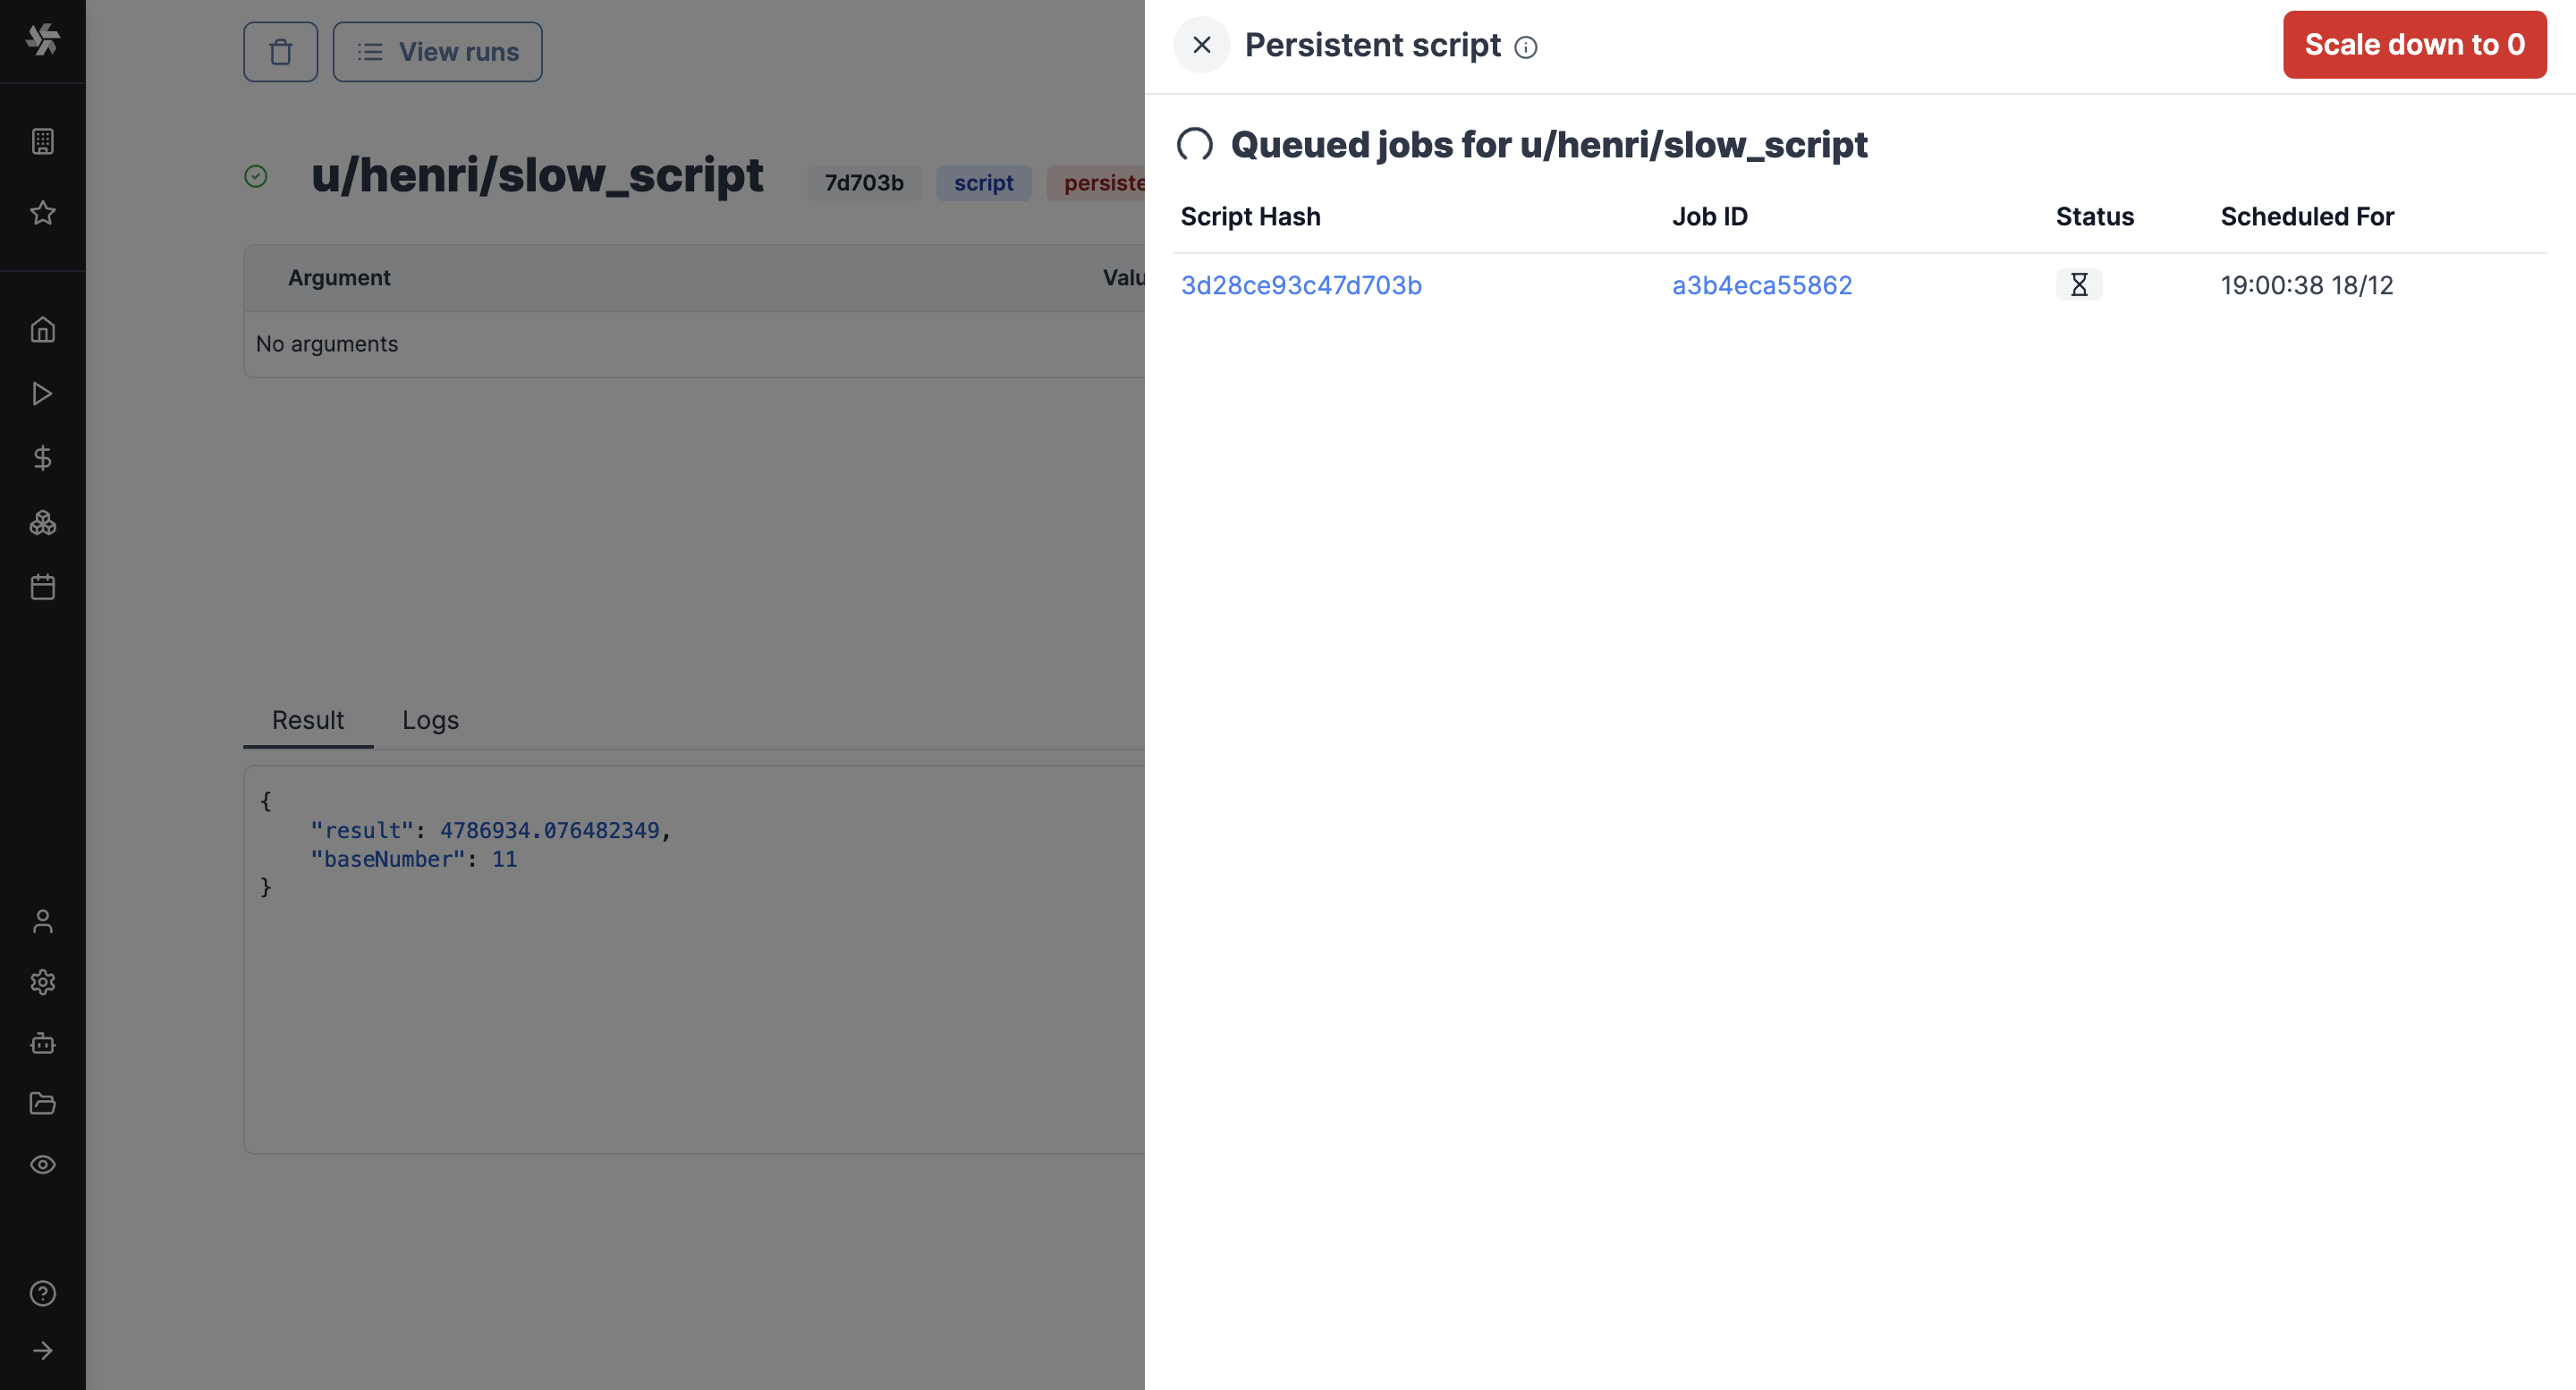 View runs
u/henri/slow_script 7d703b script persiste
Argument Valu
No arguments
Result Logs
{
"result": 4786934.076482349,
"baseNumber": 11
}
Persistent script
Scale down to 0
Queued jobs for u/henri/slow_script
Script Hash Job ID Status Scheduled For
3d28ce93c47d703b a3b4eca55862 19:00:38 18/12